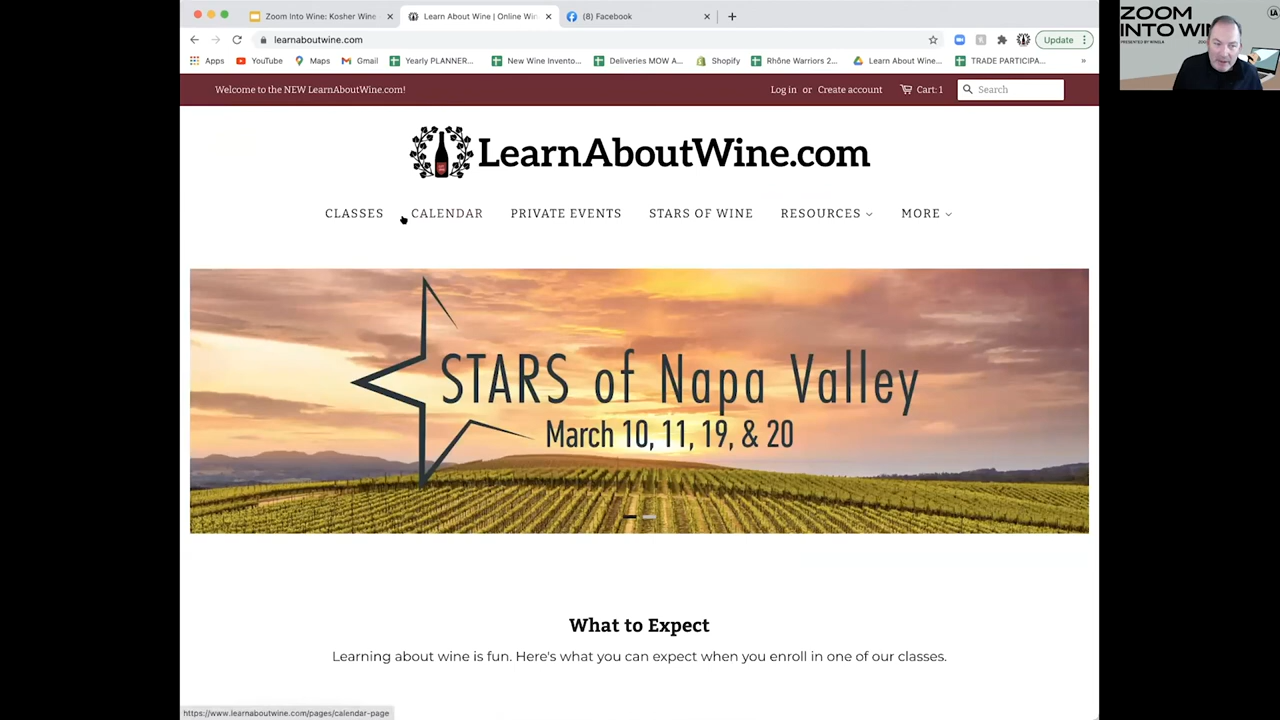 Zoom Into Wine: Kosher Wine
Learn About Wine | Online Win
(8) Facebook
learnaboutwine.com
Update
Apps
YouTube
Maps
Gmail
Yearly PLANNER...
New Wine Invento...
Deliveries MOW A...
Shopify
Rhône Warriors 2...
Learn About Wine...
TRADE PARTICIPA...
»
Welcome to the NEW LearnAboutWine.com!
Log in or Create account
Cart: 1
Search
LearnAboutWine.com
CLASSES
CALENDAR
PRIVATE EVENTS
STARS OF WINE
RESOURCES
MORE
STARS of Napa Valley
March 10, 11, 19, & 20
What to Expect
Learning about wine is fun. Here's what you can expect when you enroll in one of our classes.
https://www.learnaboutwine.com/pages/calendar-page
ZOOM
INTO WIN